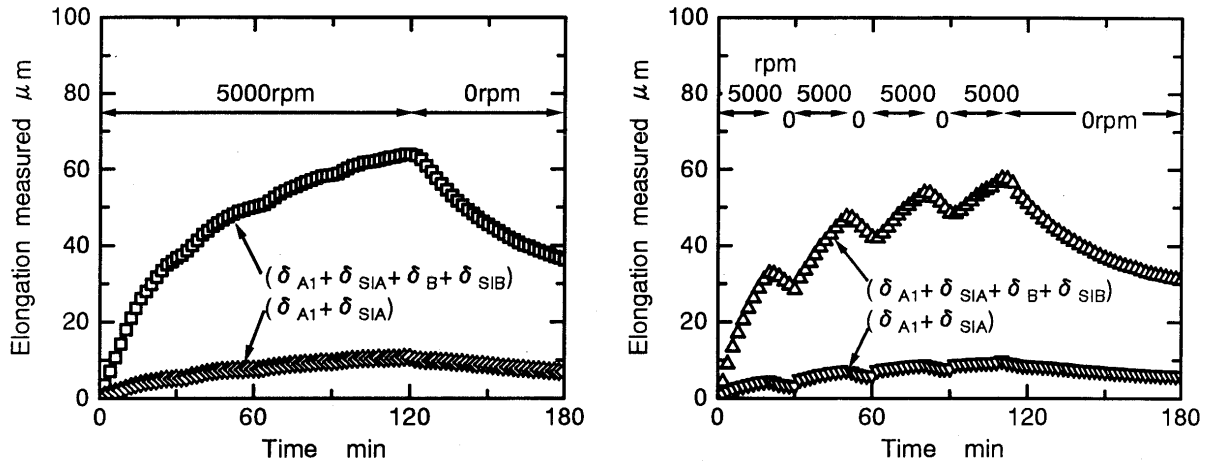 100
80
60
40
20
0
0
60
120
180
Elongation measured μm
Time min
5000rpm
0rpm
(δ A1 + δ SIA + δ B + δ SIB)
(δ A1 + δ SIA)
100
80
60
40
20
0
0
60
120
180
Elongation measured μm
Time min
rpm
5000 5000 5000 5000
0 0 0 0rpm
(δ A1 + δ SIA + δ B + δ SIB)
(δ A1 + δ SIA)